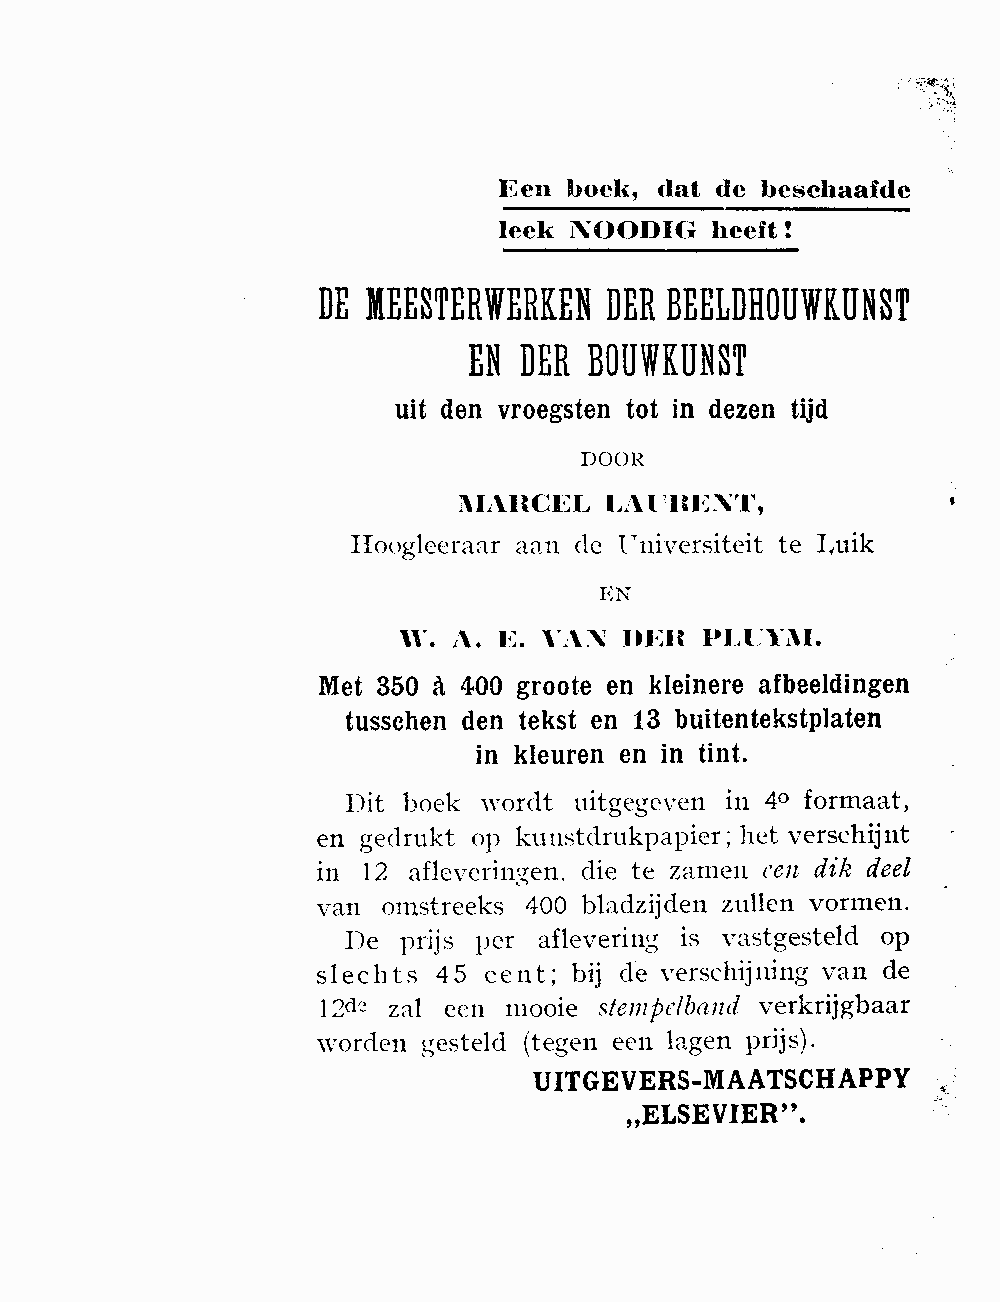 Een boek, dat de beschaafde
leek NOODIG heeft!
DE MEESTERWERKEN DER BEELDHOUWKUNST
EN DER BOUWKUNST
uit den vroegsten tot in dezen tijd
DOOR
MARCEL LAURENT,
Hoogleeraar aan de Universiteit te Luik
EN
W. A. E. VAN DER PLUYM.
Met 350 à 400 groote en kleinere afbeeldingen
tusschen den tekst en 13 buitentekstplaten
in kleuren en in tint.
Dit boek wordt uitgegeven in 4º formaat,
en gedrukt op kunstdrukpapier; het verschijnt
in 12 afleveringen, die te zamen een dik deel
van omstreeks 400 bladzijden zullen vormen.
De prijs per aflevering is vastgesteld op
slechts 45 cent; bij de verschijning van de
12de zal een mooie stempelband verkrijgbaar
worden gesteld (tegen een lagen prijs).
UITGEVERS-MAATSCHAPPY
„ELSEVIER”.